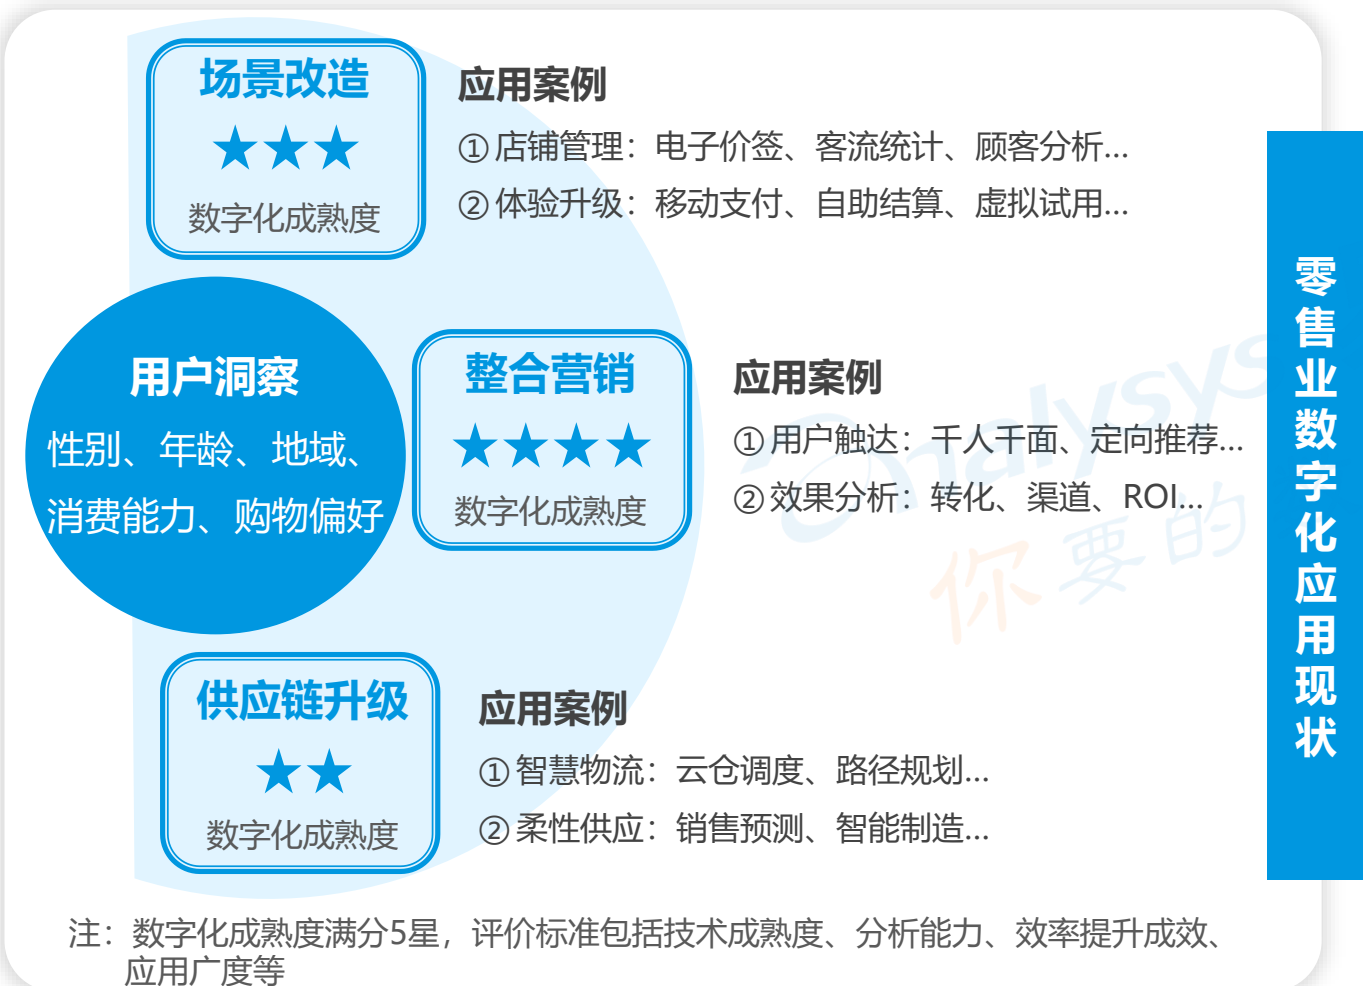 场景改造
★★★
数字化成熟度
应用案例
① 店铺管理：电子价签、客流统计、顾客分析...
② 体验升级：移动支付、自助结算、虚拟试用...
用户洞察
性别、年龄、地域、
消费能力、购物偏好
整合营销
★★★★
数字化成熟度
应用案例
① 用户触达：千人千面、定向推荐...
② 效果分析：转化、渠道、ROI...
供应链升级
★★
数字化成熟度
应用案例
① 智慧物流：云仓调度、路径规划...
② 柔性供应：销售预测、智能制造...
零售业数字化应用现状
analysys
你要的
注：数字化成熟度满分5星，评价标准包括技术成熟度、分析能力、效率提升成效、
应用广度等